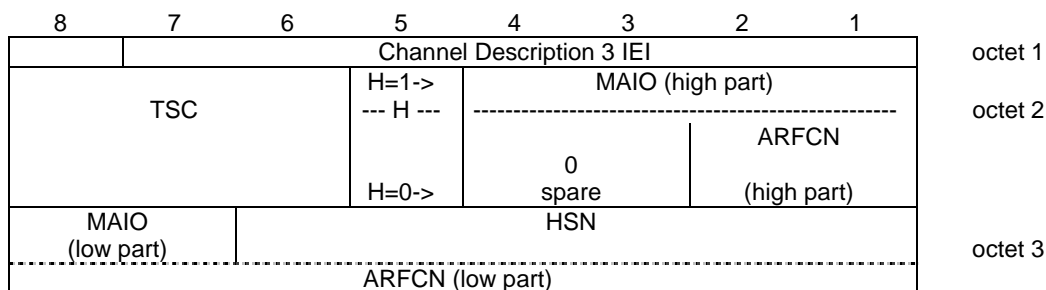 8 7 6 5 4 3 2 1
Channel Description 3 IEI octet 1
H=1-> MAIO (high part)
TSC --- H --- ---------------------------------------------------- octet 2
ARFCN
0
H=0-> spare (high part)
MAIO HSN
(low part) octet 3
ARFCN (low part)